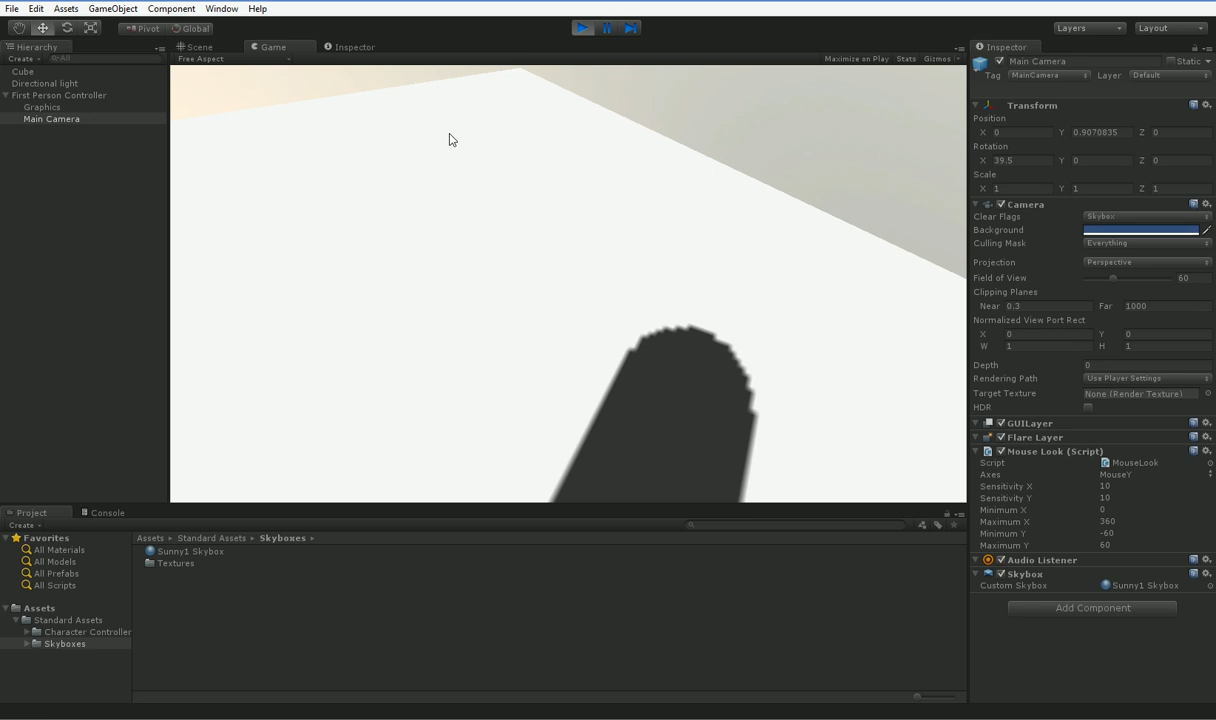 File Edit Assets GameObject Component Window Help
Pivot Global Layers Layout
Hierarchy
Create All
Cube
Directional light
First Person Controller
Graphics
Main Camera
Scene Game Inspector
Free Aspect Maximize on Play Stats Gizmos
Inspector
Main Camera Static
Tag MainCamera Layer Default
Transform
Position
X 0 Y 0.9070835 Z 0
Rotation
X 39.5 Y 0 Z 0
Scale
X 1 Y 1 Z 1
Camera
Clear Flags Skybox
Background
Culling Mask Everything
Projection Perspective
Field of View 60
Clipping Planes
Near 0.3 Far 1000
Normalized View Port Rect
X 0 Y 0
W 1 H 1
Depth 0
Rendering Path Use Player Settings
Target Texture None (Render Texture)
HDR
GUILayer
Flare Layer
Mouse Look (Script)
Script MouseLook
Axes MouseY
Sensitivity X 10
Sensitivity Y 10
Minimum X 0
Maximum X 360
Minimum Y -60
Maximum Y 60
Audio Listener
Skybox
Custom Skybox Sunny1 Skybox
Add Component
Project Console
Create
Favorites
All Materials
All Models
All Prefabs
All Scripts
Assets
Standard Assets
Character Controller
Skyboxes
Assets Standard Assets Skyboxes
Sunny1 Skybox
Textures